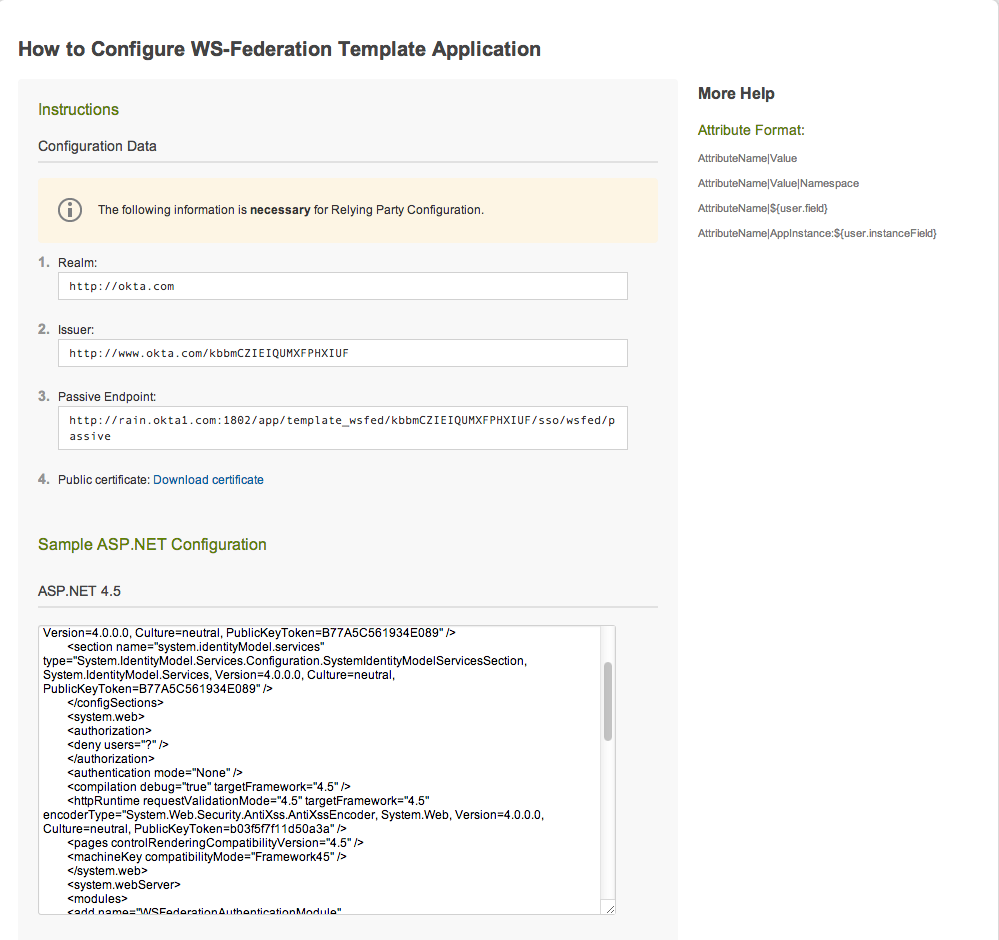 How to Configure WS-Federation Template Application
Instructions
Configuration Data
The following information is necessary for Relying Party Configuration.
1. Realm:
http://okta.com
2. Issuer:
http://www.okta.com/kbbmCZIEIQUMXFPHXIUF
3. Passive Endpoint:
http://rain.okta1.com:1802/app/template_wsfed/kbbmCZIEIQUMXFPHXIUF/sso/wsfed/p
assive
4. Public certificate: Download certificate
Sample ASP.NET Configuration
ASP.NET 4.5
Version=4.0.0.0, Culture=neutral, PublicKeyToken=B77A5C561934E089" />
<section name="system.identityModel.services"
type="System.IdentityModel.Services.Configuration.SystemIdentityModelServicesSection,
System.IdentityModel.Services, Version=4.0.0.0, Culture=neutral,
PublicKeyToken=B77A5C561934E089" />
</configSections>
<system.web>
<authorization>
<deny users="?" />
</authorization>
<authentication mode="None" />
<compilation debug="true" targetFramework="4.5" />
<httpRuntime requestValidationMode="4.5" targetFramework="4.5"
encoderType="System.Web.Security.AntiXss.AntiXssEncoder, System.Web, Version=4.0.0.0,
Culture=neutral, PublicKeyToken=b03f5f7f11d50a3a" />
<pages controlRenderingCompatibilityVersion="4.5" />
<machineKey compatibilityMode="Framework45" />
</system.web>
<system.webServer>
<modules>
<add name="WSFederationAuthenticationModule"
More Help
Attribute Format:
AttributeName|Value
AttributeName|Value|Namespace
AttributeName|${user.field}
AttributeName|AppInstance:${user.instanceField}